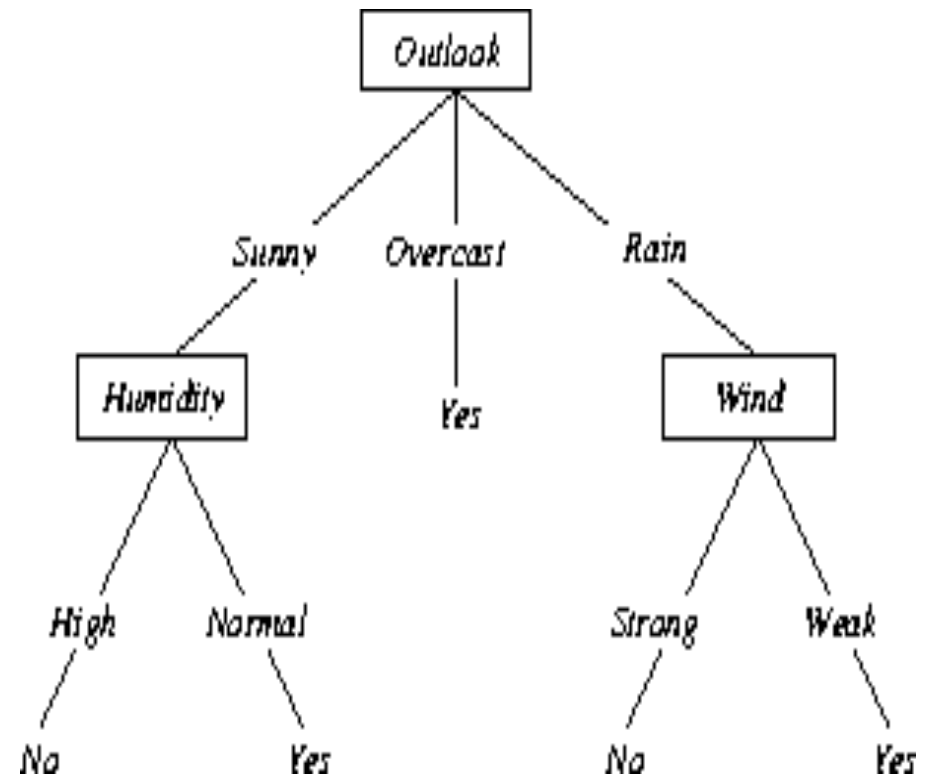 Outlook
Sunny Overcast Rain
Humidity Yes Wind
High Normal Strong Weak
No Yes No Yes